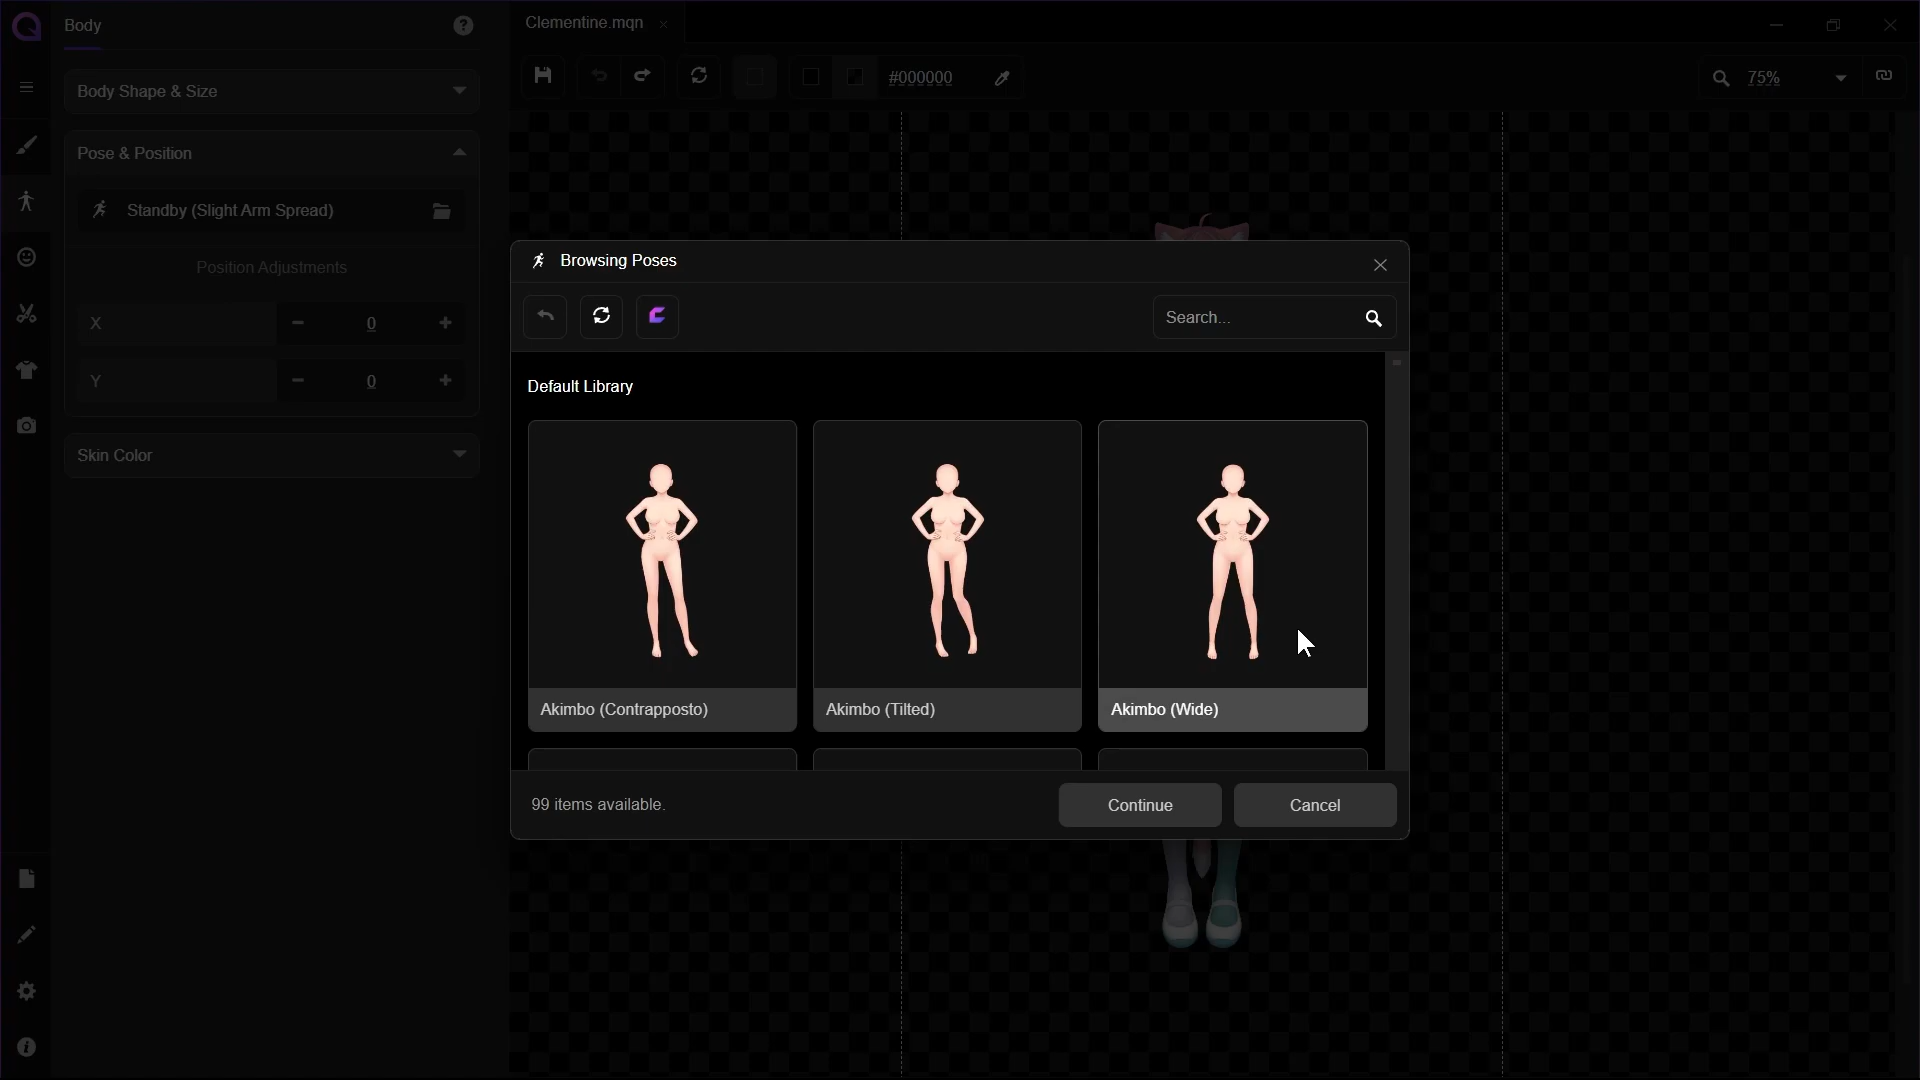 Body
Clementine.mqn
Body Shape & Size
#000000
75%
Pose & Position
Standby (Slight Arm Spread)
Position Adjustments
X
0
Y
0
Skin Color
Browsing Poses
Search...
Default Library
Akimbo (Contrapposto)
Akimbo (Tilted)
Akimbo (Wide)
99 items available.
Continue
Cancel